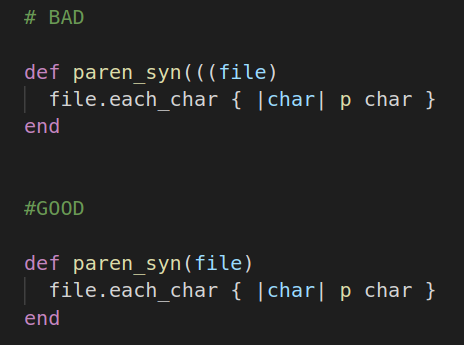 # BAD
def paren_syn(((file)
  file.each_char { |char| p char }
end
#GOOD
def paren_syn(file)
  file.each_char { |char| p char }
end